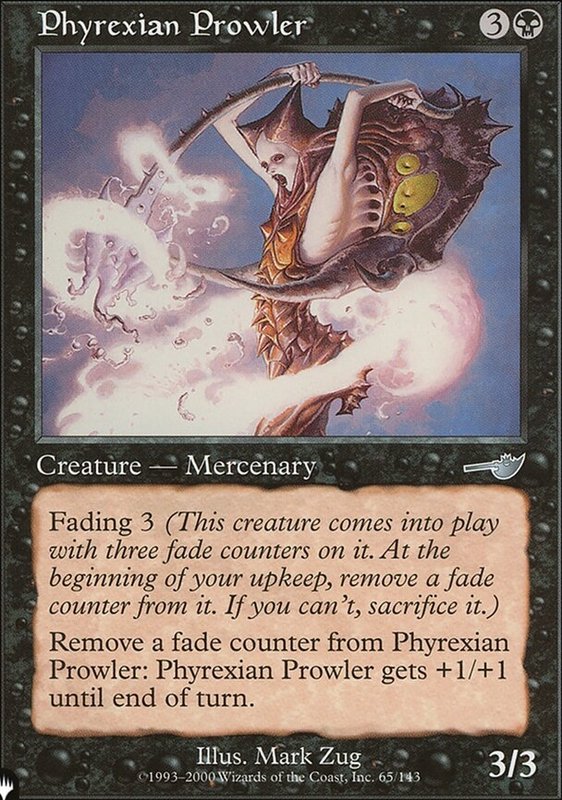 Phyrexian Prowler 3
Creature — Mercenary
Fading 3 (This creature comes into play
with three fade counters on it. At the
beginning of your upkeep, remove a fade
counter from it. If you can't, sacrifice it.)
Remove a fade counter from Phyrexian
Prowler: Phyrexian Prowler gets +1/+1
until end of turn.
Illus. Mark Zug
©1993–2000 Wizards of the Coast, Inc. 65/143
3/3